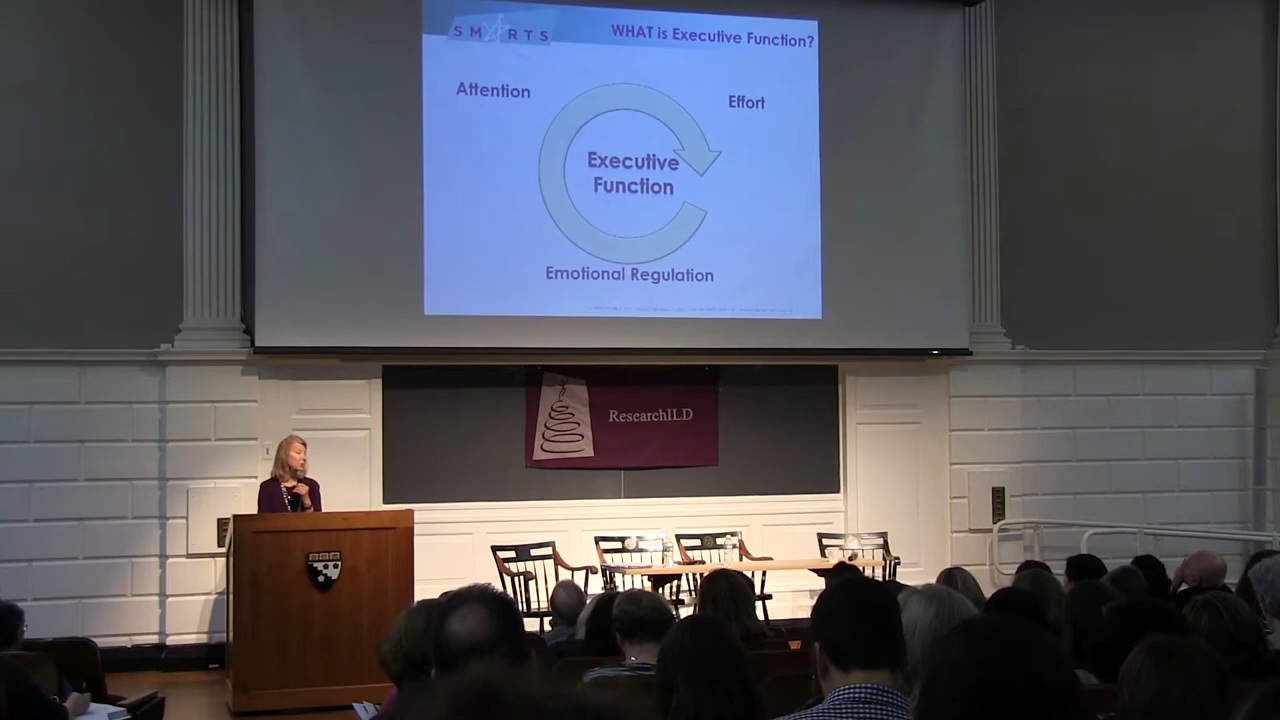 SMARTS
WHAT is Executive Function?
Attention
Effort
Executive
Function
Emotional Regulation
ResearchILD